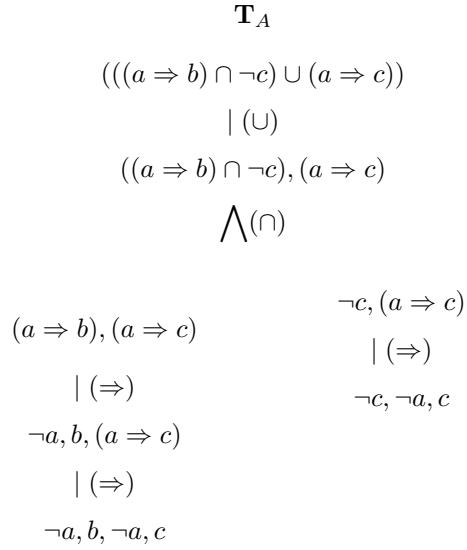 T_A
(((a ⇒ b) ∩ ¬c) ∪ (a ⇒ c))
| (∪)
((a ⇒ b) ∩ ¬c), (a ⇒ c)
⋀(∩)
(a ⇒ b), (a ⇒ c)
| (⇒)
¬a, b, (a ⇒ c)
| (⇒)
¬a, b, ¬a, c
¬c, (a ⇒ c)
| (⇒)
¬c, ¬a, c